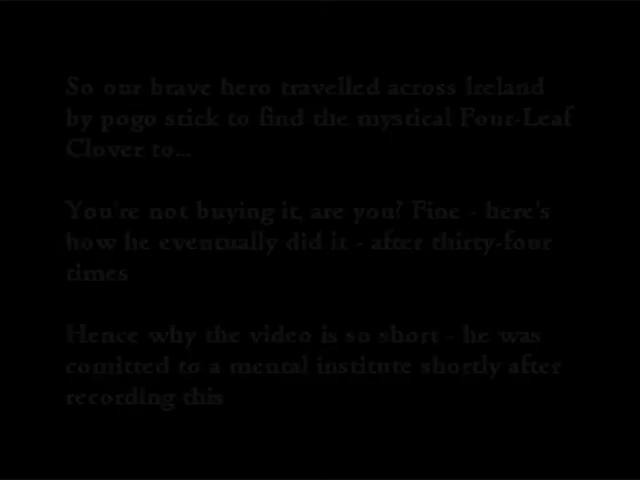 So our brave hero travelled across Ireland
by pogo stick to find the mystical Four-Leaf
Clover to...
You're not buying it, are you? Fine - here's
how he eventually did it - after thirty-four
times
Hence why the video is so short - he was
comitted to a mental institute shortly after
recording this